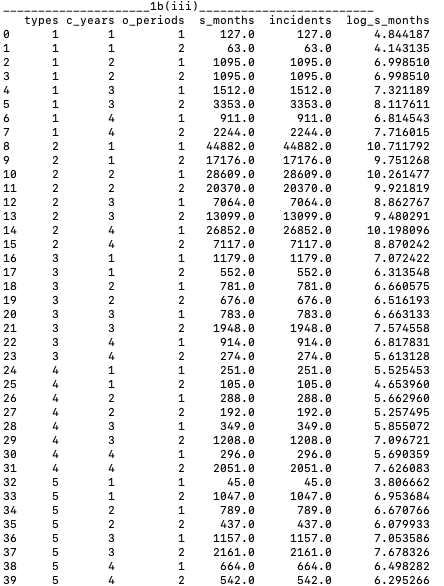 ____________________1b(iii)________________________
types c_years o_periods s_months incidents log_s_months
0 1 1 1 127.0 127.0 4.844187
1 1 1 2 63.0 63.0 4.143135
2 1 2 1 1095.0 1095.0 6.998510
3 1 2 2 1095.0 1095.0 6.998510
4 1 3 1 1512.0 1512.0 7.321189
5 1 3 2 3353.0 3353.0 8.117611
6 1 4 1 911.0 911.0 6.814543
7 1 4 2 2244.0 2244.0 7.716015
8 2 1 1 44882.0 44882.0 10.711792
9 2 1 2 17176.0 17176.0 9.751268
10 2 2 1 28609.0 28609.0 10.261477
11 2 2 2 20370.0 20370.0 9.921819
12 2 3 1 7064.0 7064.0 8.862767
13 2 3 2 13099.0 13099.0 9.480291
14 2 4 1 26852.0 26852.0 10.198096
15 2 4 2 7117.0 7117.0 8.870242
16 3 1 1 1179.0 1179.0 7.072422
17 3 1 2 552.0 552.0 6.313548
18 3 2 1 781.0 781.0 6.660575
19 3 2 2 676.0 676.0 6.516193
20 3 3 1 783.0 783.0 6.663133
21 3 3 2 1948.0 1948.0 7.574558
22 3 4 1 914.0 914.0 6.817831
23 3 4 2 274.0 274.0 5.613128
24 4 1 1 251.0 251.0 5.525453
25 4 1 2 105.0 105.0 4.653960
26 4 2 1 288.0 288.0 5.662960
27 4 2 2 192.0 192.0 5.257495
28 4 3 1 349.0 349.0 5.855072
29 4 3 2 1208.0 1208.0 7.096721
30 4 4 1 296.0 296.0 5.690359
31 4 4 2 2051.0 2051.0 7.626083
32 5 1 1 45.0 45.0 3.806662
33 5 1 2 1047.0 1047.0 6.953684
34 5 2 1 789.0 789.0 6.670766
35 5 2 2 437.0 437.0 6.079933
36 5 3 1 1157.0 1157.0 7.053586
37 5 3 2 2161.0 2161.0 7.678326
38 5 4 1 664.0 664.0 6.498282
39 5 4 2 542.0 542.0 6.295266